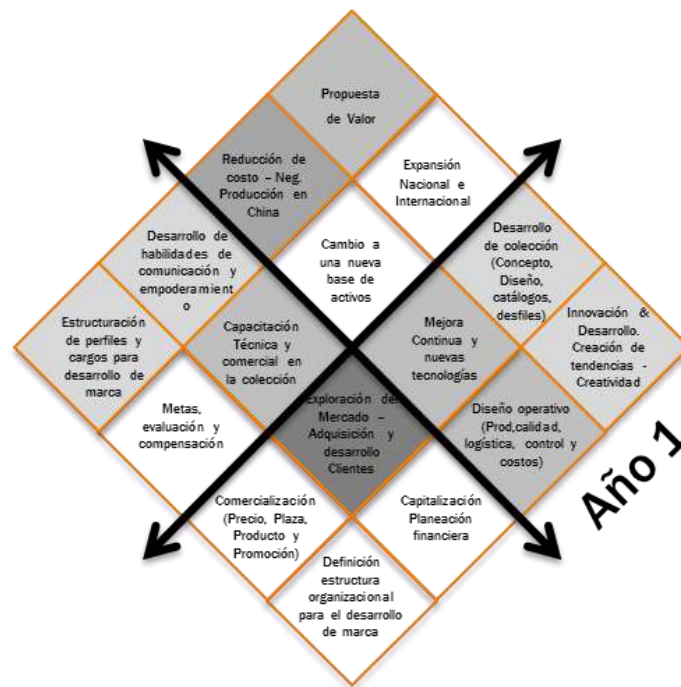 Propuesta
de Valor
Reducción de
costo – Neg.
Producción en
China
Expansión
Nacional e
Internacional
Desarrollo de
habilidades de
comunicación y
empoderamient
o
Cambio a
una nueva
base de
activos
Desarrollo
de colección
(Concepto,
Diseño,
catálogos,
desfiles)
Estructuración
de perfiles y
cargos para
desarrollo de
marca
Capacitación
Técnica y
comercial en
la colección
Mejora
Continua y
nuevas
tecnologías
Innovación &
Desarrollo.
Creación de
tendencias -
Creatividad
Metas,
evaluación y
compensación
Exploración del
Mercado –
Adquisición y
desarrollo
Clientes
Diseño operativo
(Prod,calidad,
logística, control y
costos)
Comercialización
(Precio, Plaza,
Producto y
Promoción)
Capitalización
Planeación
financiera
Definición
estructura
organizacional
para el desarrollo
de marca
Año 1